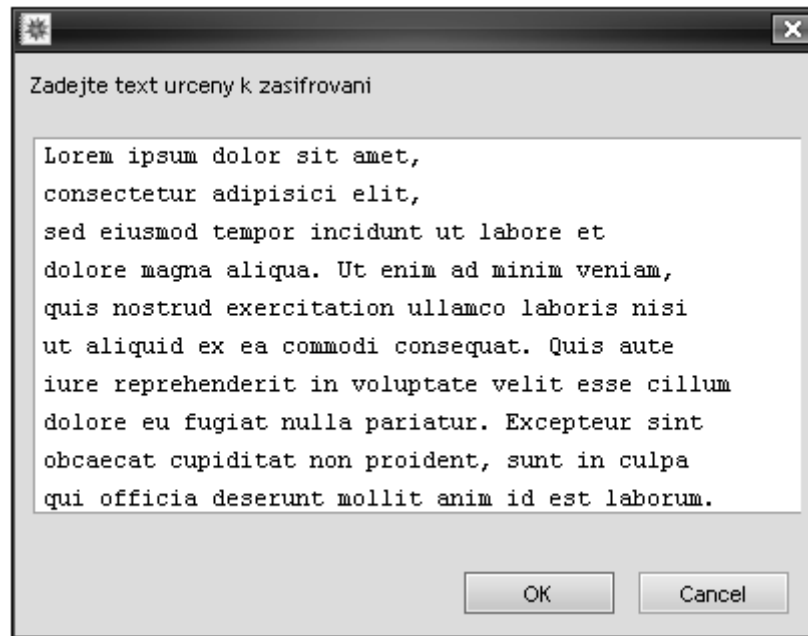 Zadejte text urceny k zasifrovani
Lorem ipsum dolor sit amet,
consectetur adipisici elit,
sed eiusmod tempor incidunt ut labore et
dolore magna aliqua. Ut enim ad minim veniam,
quis nostrud exercitation ullamco laboris nisi
ut aliquid ex ea commodi consequat. Quis aute
iure reprehenderit in voluptate velit esse cillum
dolore eu fugiat nulla pariatur. Excepteur sint
obcaecat cupiditat non proident, sunt in culpa
qui officia deserunt mollit anim id est laborum.
OK Cancel